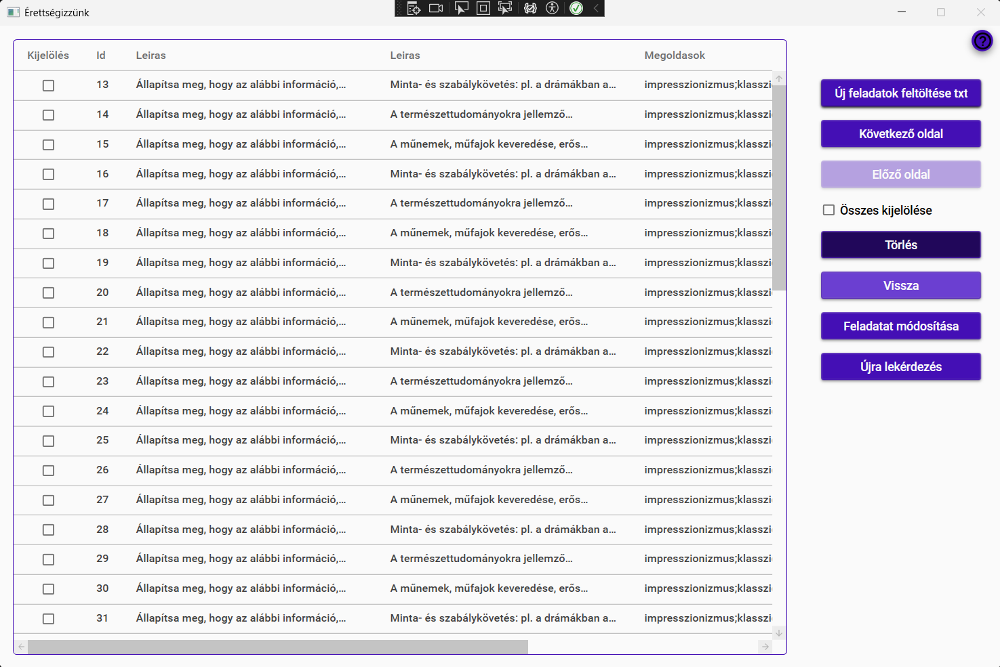 Érettségizzünk
Kijelölés Id Leiras Leiras Megoldasok
13 Állapítsa meg, hogy az alábbi információ,... Minta- és szabálykövetés: pl. a drámákban a... impresszionizmus;klasszi
14 Állapítsa meg, hogy az alábbi információ,... A természettudományokra jellemző... impresszionizmus;klasszi
15 Állapítsa meg, hogy az alábbi információ,... A műnemek, műfajok keveredése, erős... impresszionizmus;klasszi
16 Állapítsa meg, hogy az alábbi információ,... Minta- és szabálykövetés: pl. a drámákban a... impresszionizmus;klasszi
17 Állapítsa meg, hogy az alábbi információ,... A természettudományokra jellemző... impresszionizmus;klasszi
18 Állapítsa meg, hogy az alábbi információ,... A műnemek, műfajok keveredése, erős... impresszionizmus;klasszi
19 Állapítsa meg, hogy az alábbi információ,... Minta- és szabálykövetés: pl. a drámákban a... impresszionizmus;klasszi
20 Állapítsa meg, hogy az alábbi információ,... A természettudományokra jellemző... impresszionizmus;klasszi
21 Állapítsa meg, hogy az alábbi információ,... A műnemek, műfajok keveredése, erős... impresszionizmus;klasszi
22 Állapítsa meg, hogy az alábbi információ,... Minta- és szabálykövetés: pl. a drámákban a... impresszionizmus;klasszi
23 Állapítsa meg, hogy az alábbi információ,... A természettudományokra jellemző... impresszionizmus;klasszi
24 Állapítsa meg, hogy az alábbi információ,... A műnemek, műfajok keveredése, erős... impresszionizmus;klasszi
25 Állapítsa meg, hogy az alábbi információ,... Minta- és szabálykövetés: pl. a drámákban a... impresszionizmus;klasszi
26 Állapítsa meg, hogy az alábbi információ,... A természettudományokra jellemző... impresszionizmus;klasszi
27 Állapítsa meg, hogy az alábbi információ,... A műnemek, műfajok keveredése, erős... impresszionizmus;klasszi
28 Állapítsa meg, hogy az alábbi információ,... Minta- és szabálykövetés: pl. a drámákban a... impresszionizmus;klasszi
29 Állapítsa meg, hogy az alábbi információ,... A természettudományokra jellemző... impresszionizmus;klasszi
30 Állapítsa meg, hogy az alábbi információ,... A műnemek, műfajok keveredése, erős... impresszionizmus;klasszi
31 Állapítsa meg, hogy az alábbi információ,... Minta- és szabálykövetés: pl. a drámákban a... impresszionizmus;klasszi
?
Új feladatok feltöltése txt
Következő oldal
Előző oldal
Összes kijelölése
Törlés
Vissza
Feladatat módosítása
Újra lekérdezés